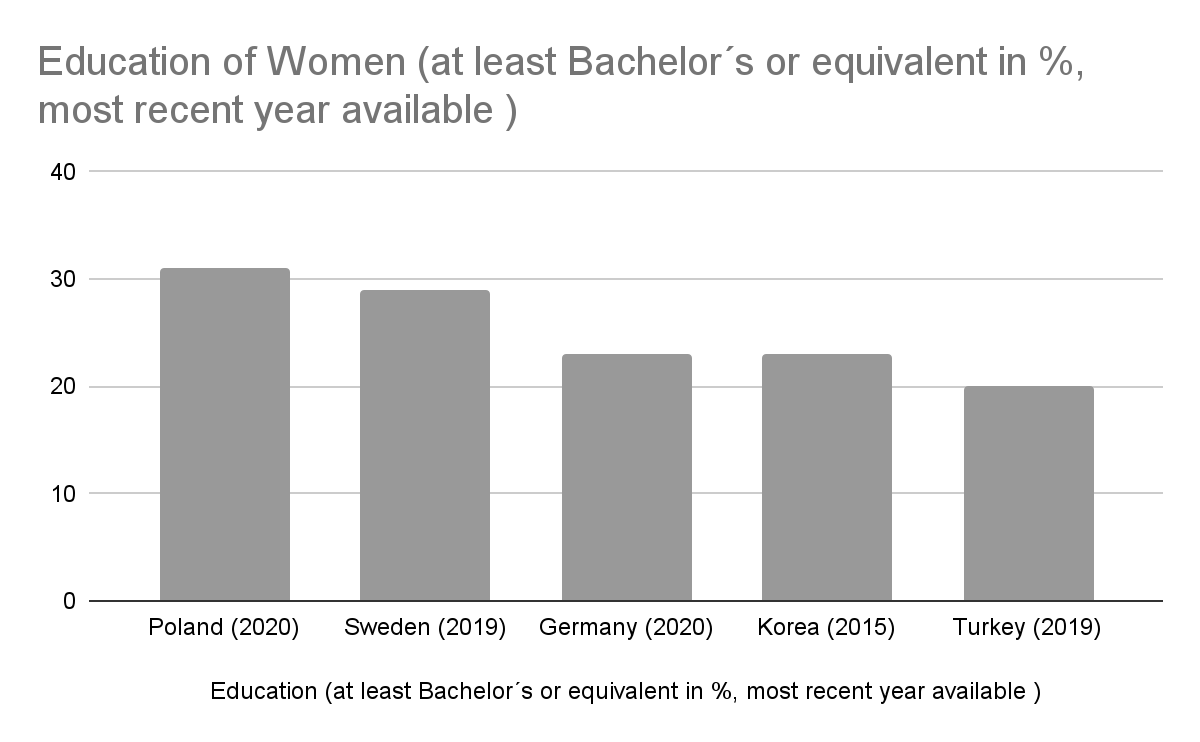 Education of Women (at least Bachelor´s or equivalent in %,
most recent year available )
40
30
20
10
0
Poland (2020)
Sweden (2019)
Germany (2020)
Korea (2015)
Turkey (2019)
Education (at least Bachelor´s or equivalent in %, most recent year available )